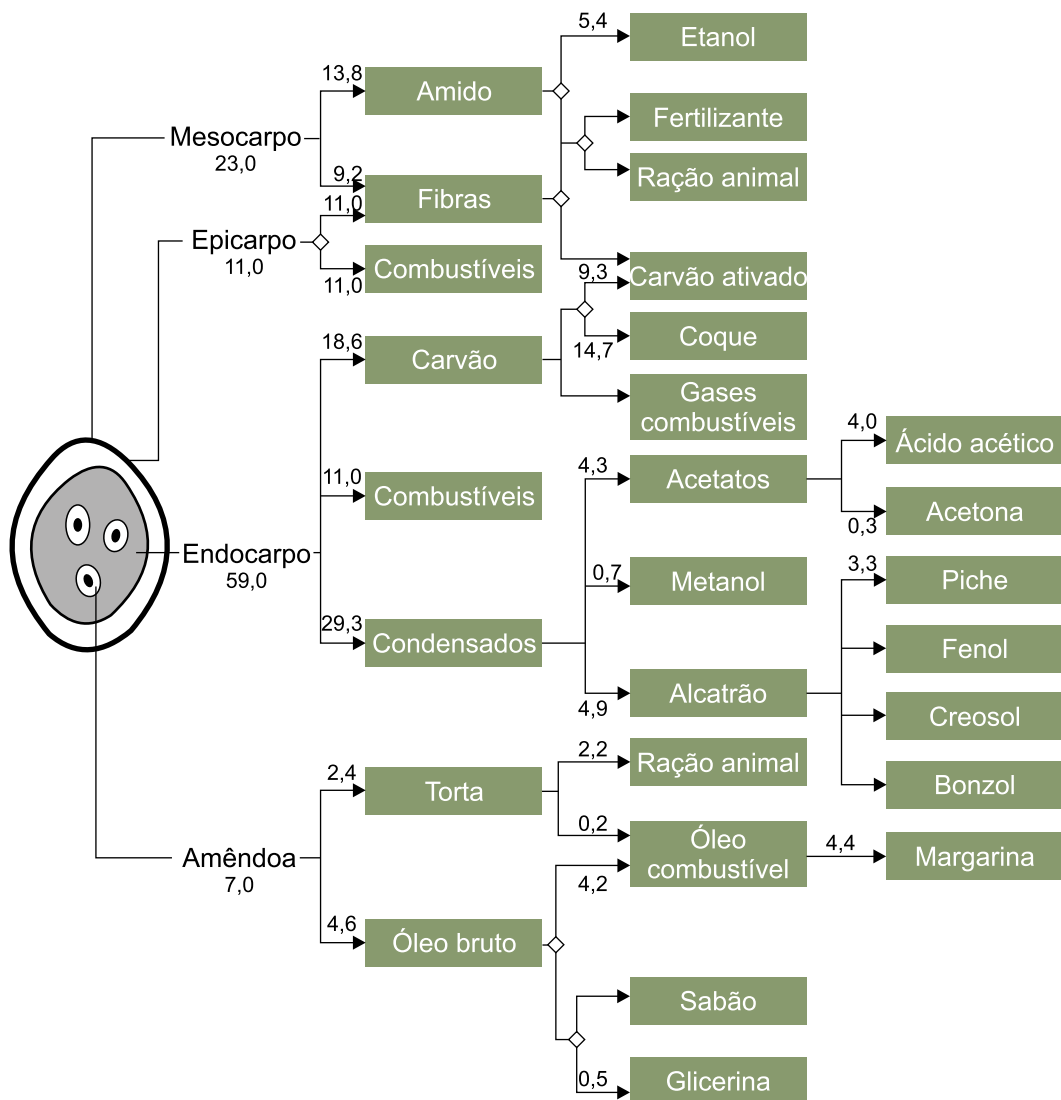 5,4
Etanol
13,8
Amido
Fertilizante
Mesocarpo
23,0
Ração animal
9,2
Fibras
11,0
Epicarpo
11,0
Combustíveis
11,0
9,3
Carvão ativado
18,6
Carvão
14,7
Coque
Gases
combustíveis
4,3
Acetatos
4,0
Ácido acético
0,3
Acetona
11,0
Combustíveis
Endocarpo
59,0
0,7
Metanol
3,3
Piche
29,3
Condensados
Fenol
4,9
Alcatrão
Creosol
Bonzol
2,4
Torta
2,2
Ração animal
0,2
Óleo
combustível
4,2
4,4
Margarina
Amêndoa
7,0
4,6
Óleo bruto
Sabão
0,5
Glicerina